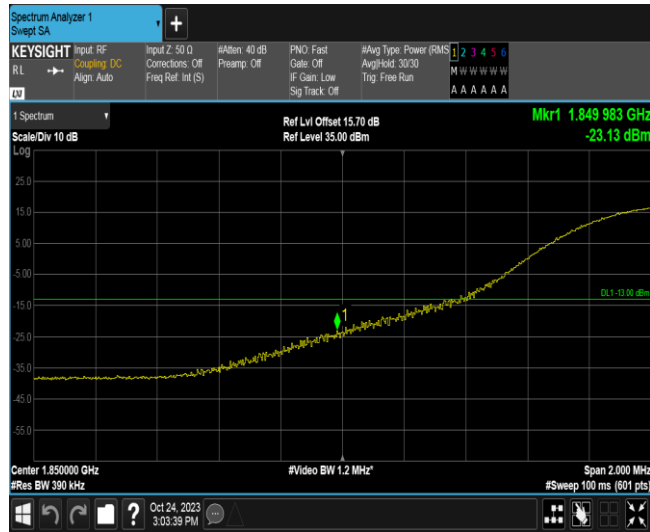 Spectrum Analyzer 1
Swept SA
+
KEYSIGHT
RL
LXI
Input: RF
Coupling: DC
Align: Auto
Input Z: 50 Ω
Corrections: Off
Freq Ref: Int (S)
#Atten: 40 dB
Preamp: Off
PNO: Fast
Gate: Off
IF Gain: Low
Sig Track: Off
#Avg Type: Power (RMS
Avg|Hold: 30/30
Trig: Free Run
1 2 3 4 5 6
M W W W W W
A A A A A A
1 Spectrum
Scale/Div 10 dB
Log
Ref Lvl Offset 15.70 dB
Ref Level 35.00 dBm
Mkr1 1.849 983 GHz
-23.13 dBm
25.0
15.0
5.00
-5.00
-15.0
-25.0
-35.0
-45.0
-55.0
1
DL1 -13.00 dBm
Center 1.850000 GHz
#Res BW 390 kHz
#Video BW 1.2 MHz*
Span 2.000 MHz
#Sweep 100 ms (601 pts)
?
Oct 24, 2023
3:03:39 PM